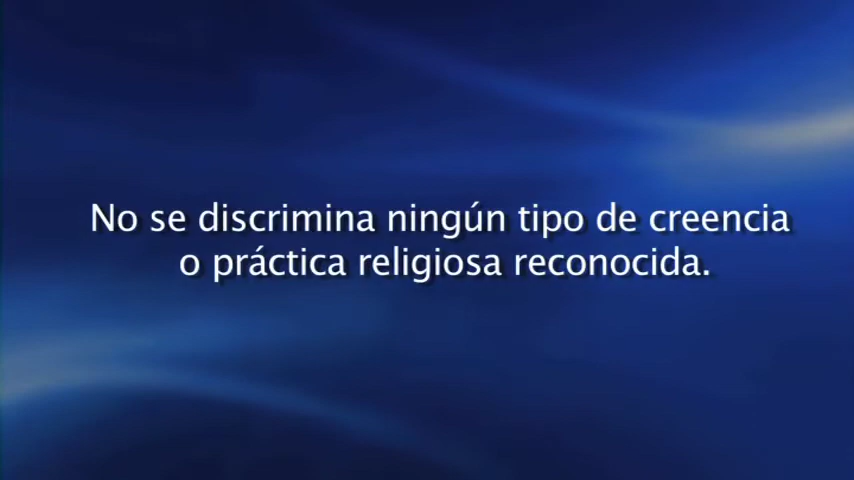 No se discrimina ningún tipo de creencia
o práctica religiosa reconocida.